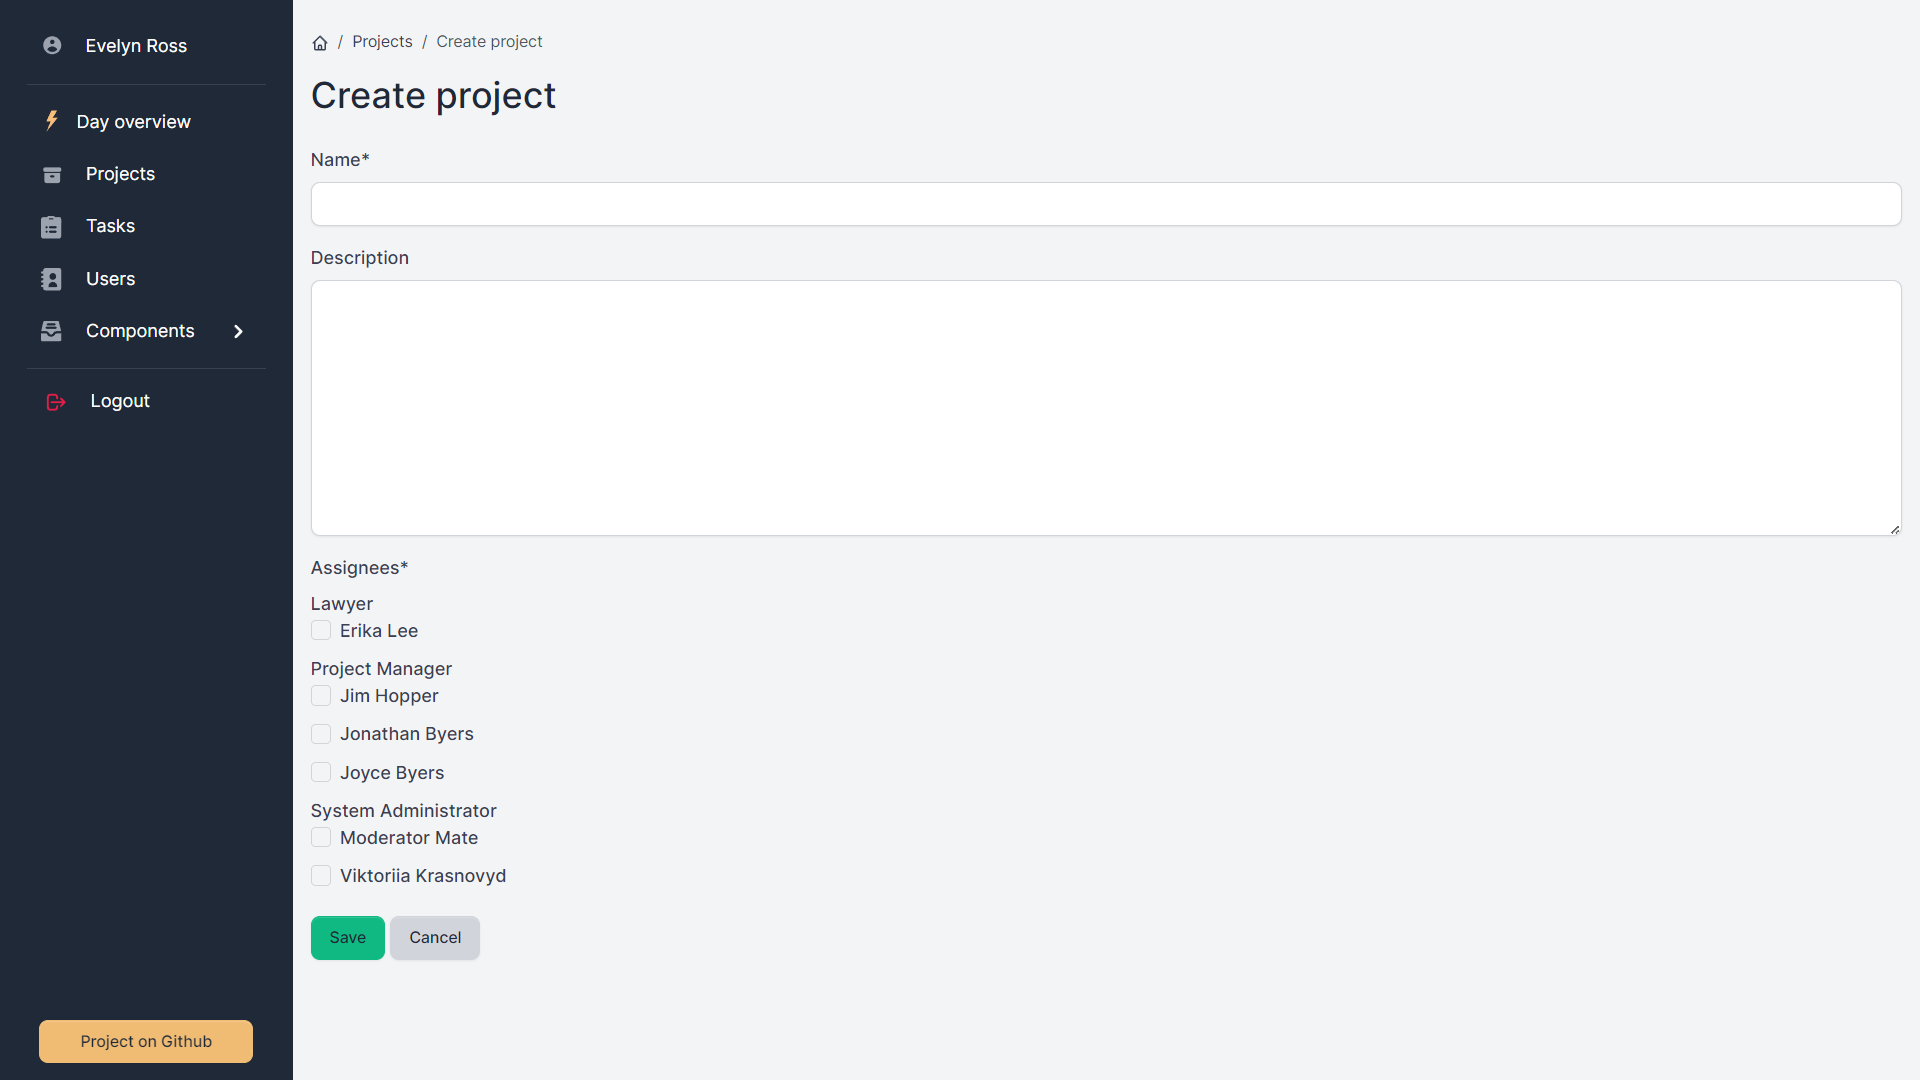 Evelyn Ross
Day overview
Projects
Tasks
Users
Components
Logout
Project on Github
/ Projects / Create project
Create project
Name*
Description
Assignees*
Lawyer
Erika Lee
Project Manager
Jim Hopper
Jonathan Byers
Joyce Byers
System Administrator
Moderator Mate
Viktoriia Krasnovyd
Save Cancel